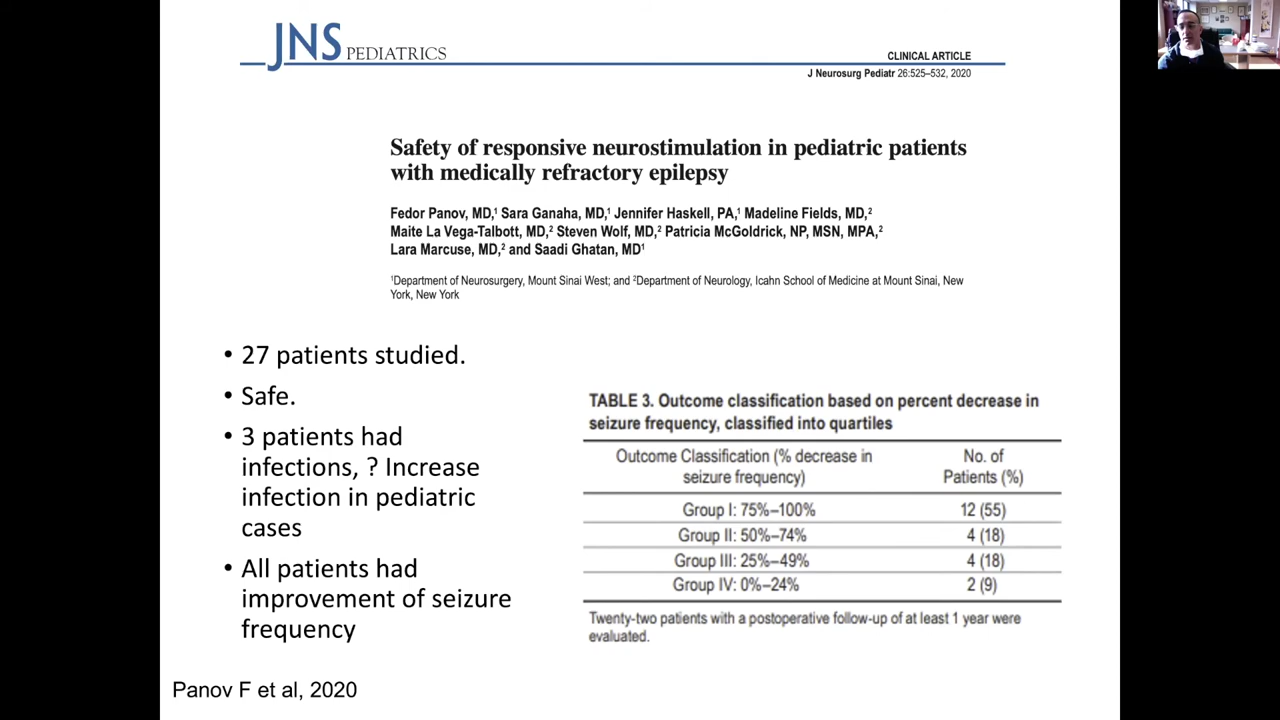 JNS PEDIATRICS
CLINICAL ARTICLE
J Neurosurg Pediatr 26:525–532, 2020
Safety of responsive neurostimulation in pediatric patients
with medically refractory epilepsy
Fedor Panov, MD,¹ Sara Ganaha, MD,¹ Jennifer Haskell, PA,¹ Madeline Fields, MD,²
Maite La Vega-Talbott, MD,² Steven Wolf, MD,² Patricia McGoldrick, NP, MSN, MPA,²
Lara Marcuse, MD,² and Saadi Ghatan, MD¹
¹Department of Neurosurgery, Mount Sinai West; and ²Department of Neurology, Icahn School of Medicine at Mount Sinai, New
York, New York
• 27 patients studied.
• Safe.
• 3 patients had
infections, ? Increase
infection in pediatric
cases
• All patients had
improvement of seizure
frequency
TABLE 3. Outcome classification based on percent decrease in
seizure frequency, classified into quartiles
Outcome Classification (% decrease in
seizure frequency)
No. of
Patients (%)
Group I: 75%–100% 12 (55)
Group II: 50%–74% 4 (18)
Group III: 25%–49% 4 (18)
Group IV: 0%–24% 2 (9)
Twenty-two patients with a postoperative follow-up of at least 1 year were
evaluated.
Panov F et al, 2020